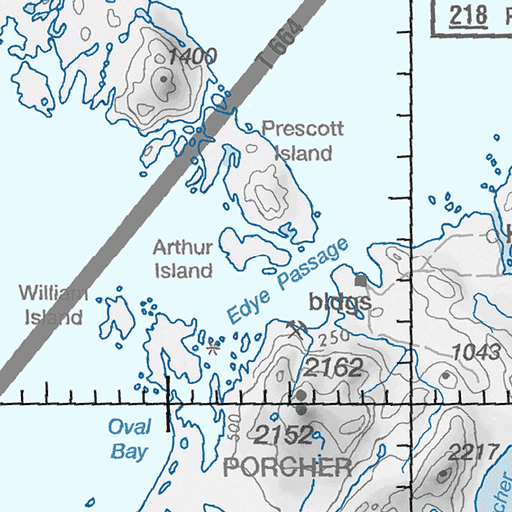 218
1400
T 664
Prescott
Island
Arthur
Island
Edye Passage
William
Island
bldgs
250
2162
1043
Oval
Bay
500
2152
PORCHER
2217